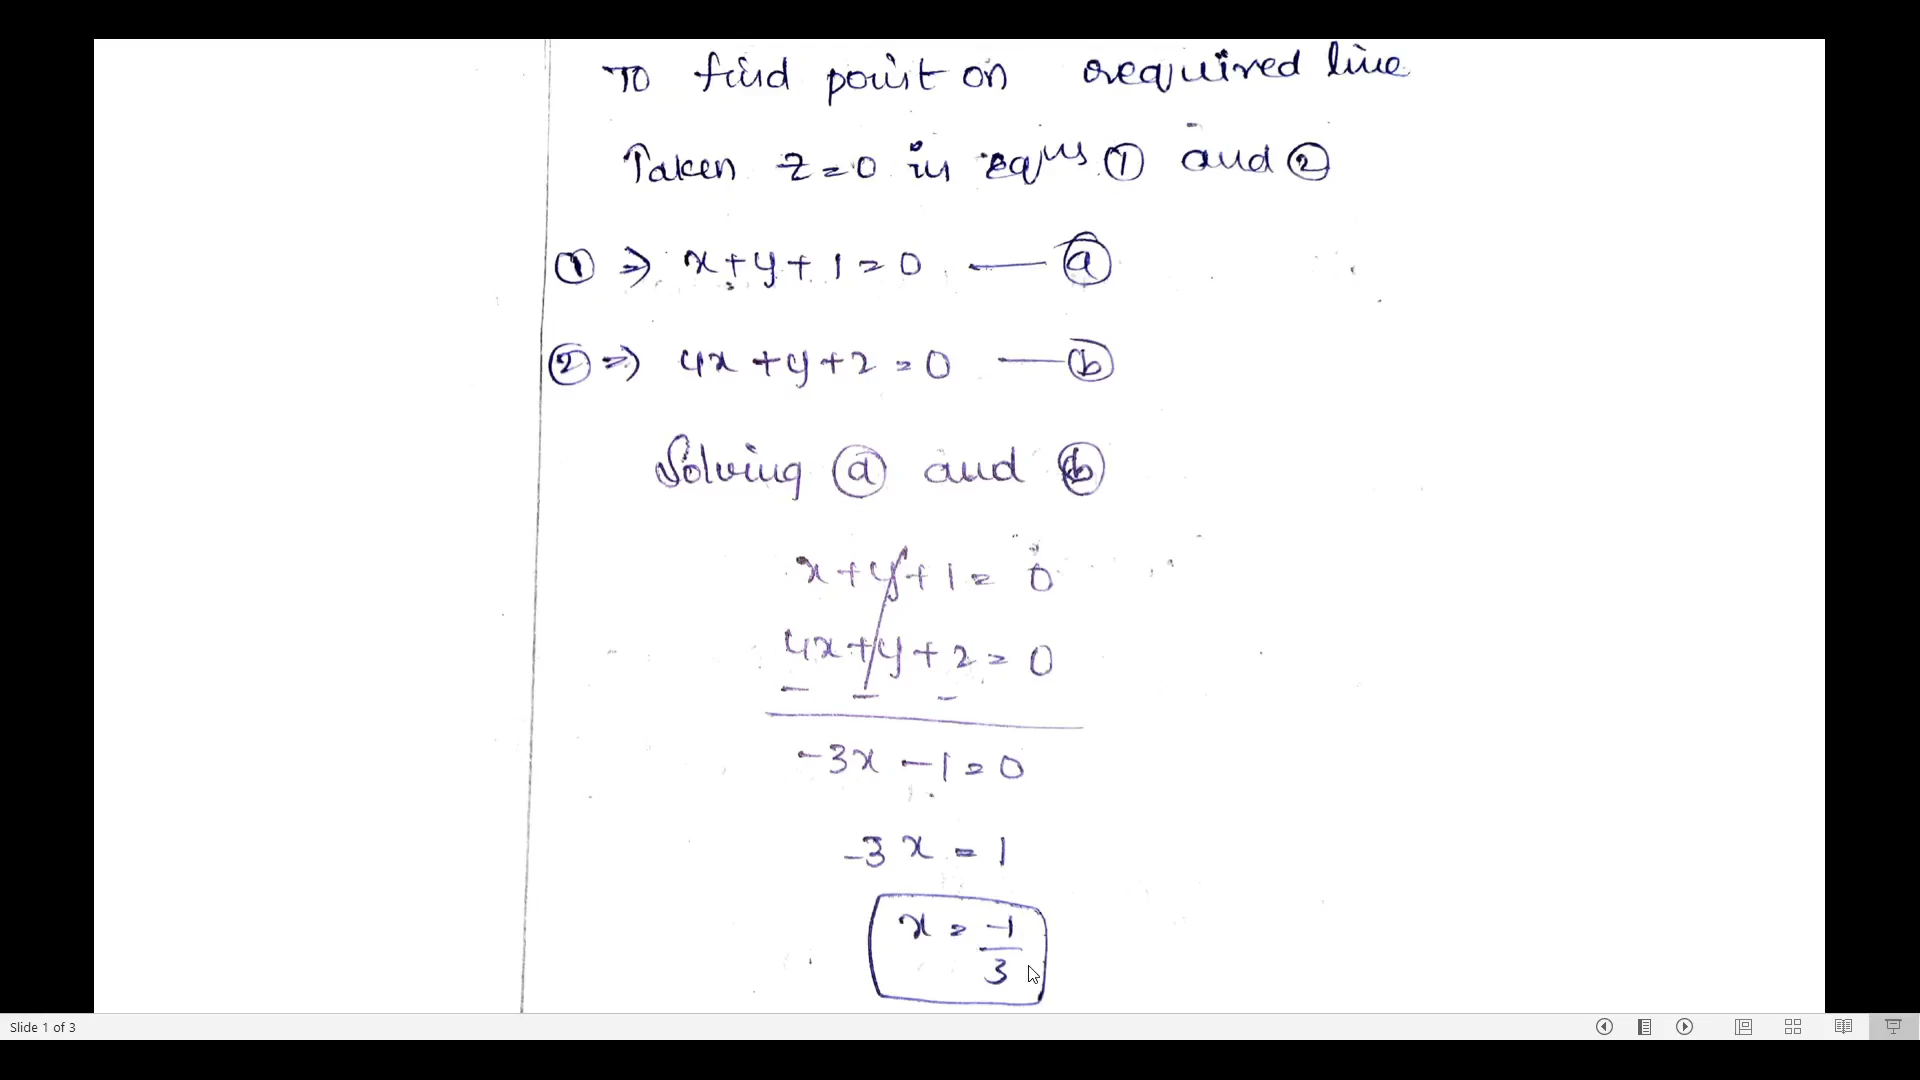 To find point on required line
Taken z=0 in eqns ① and ②
① ⇒ x+y+1=0 — ⓐ
② ⇒ 4x+y+2=0 — ⓑ
Solving ⓐ and ⓑ
x+y+1= 0
4x+y+2=0
- - -
-3x -1=0
-3x = 1
x = -1/3
Slide 1 of 3